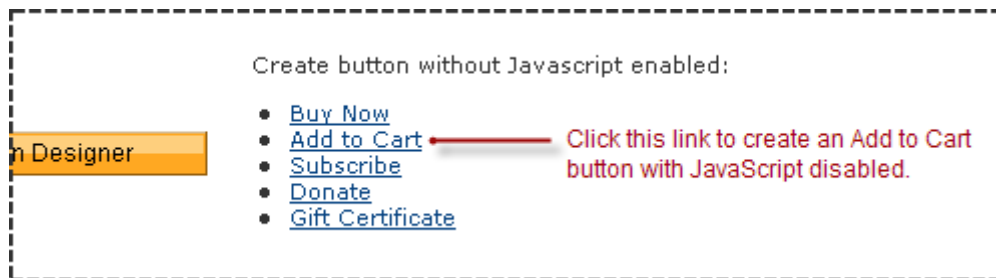 Create button without Javascript enabled:
Buy Now
Add to Cart
Subscribe
Donate
Gift Certificate
n Designer
Click this link to create an Add to Cart
button with JavaScript disabled.